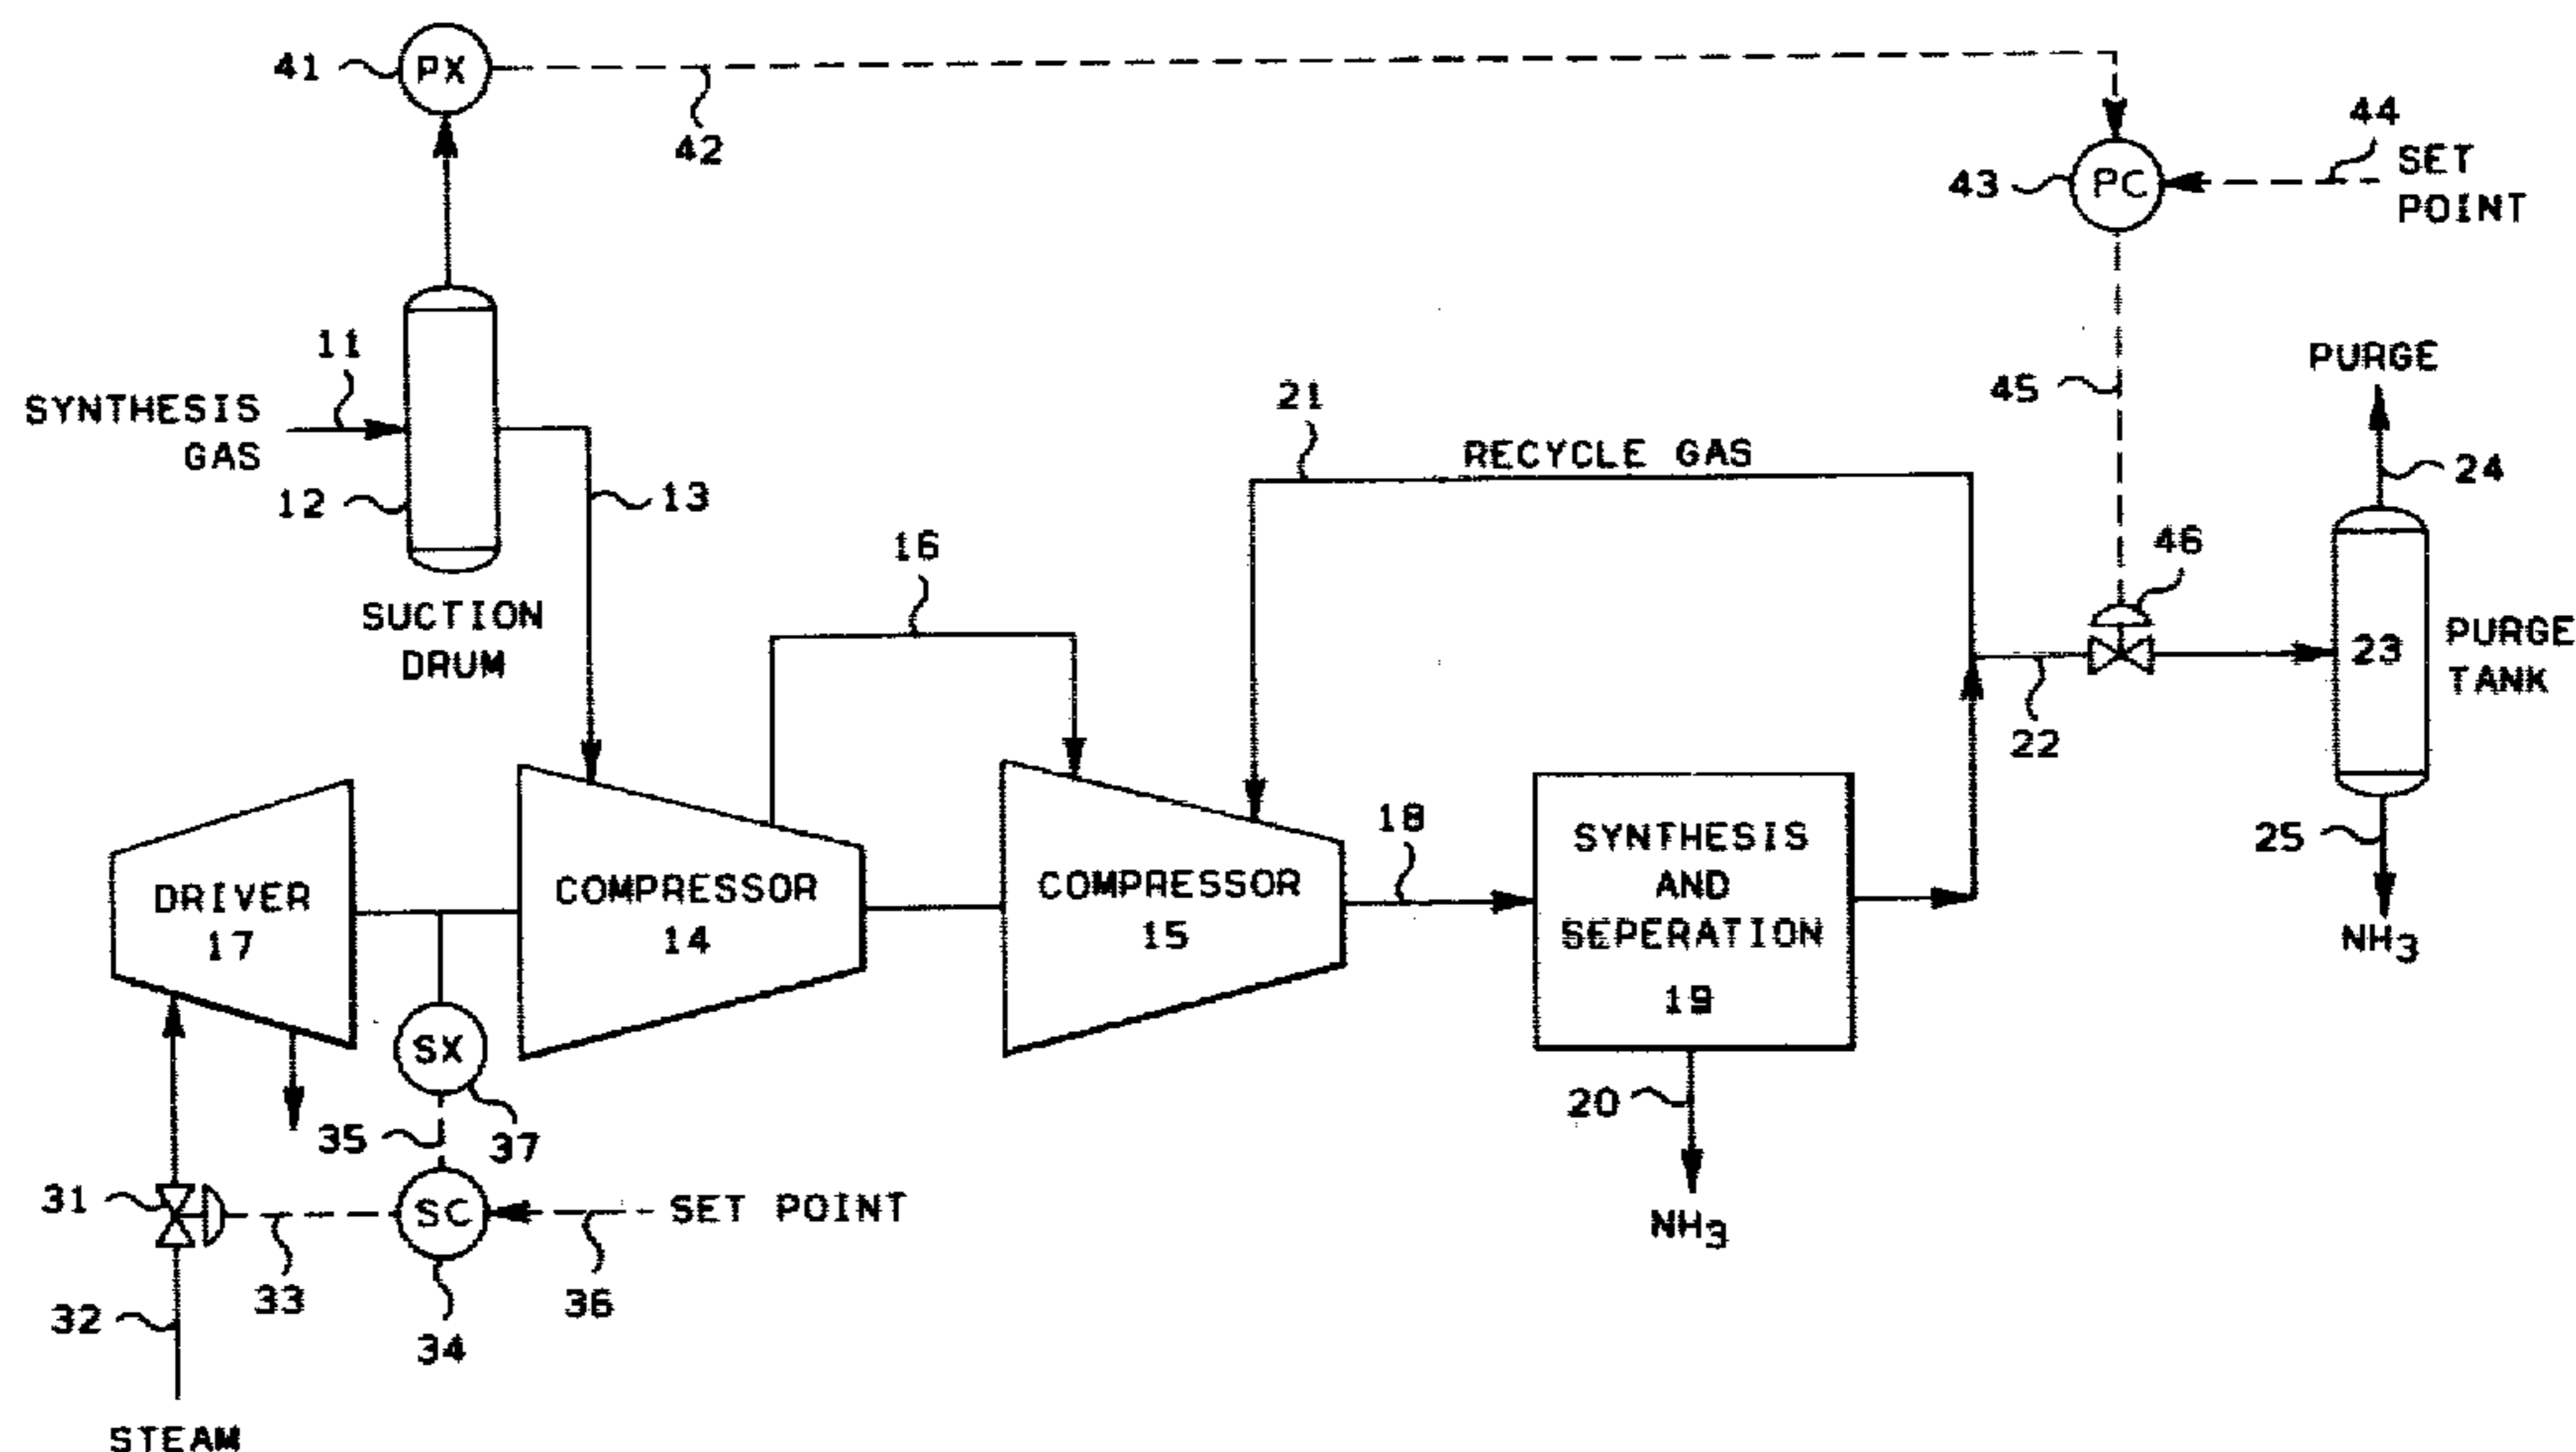 41
PX
42
44
SET
POINT
43
PC
11
SYNTHESIS
GAS
12
13
SUCTION
DRUM
16
21
RECYCLE GAS
45
PURGE
24
46
23
PURGE
TANK
22
25
NH3
18
DRIVER
17
COMPRESSOR
14
COMPRESSOR
15
SYNTHESIS
AND
SEPERATION
19
20
NH3
SX
35
37
31
SC
SET POINT
33
36
32
34
STEAM